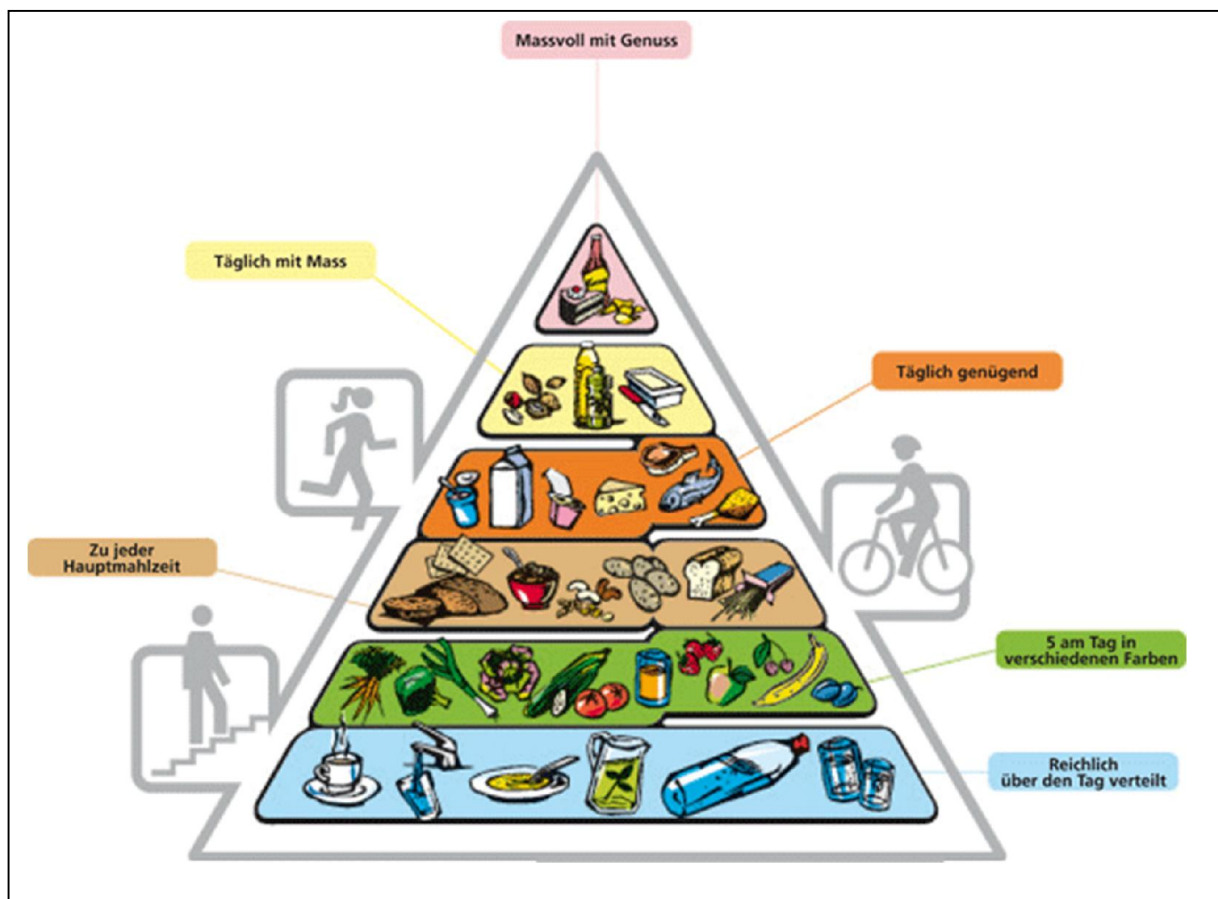 Massvoll mit Genuss
Täglich mit Mass
Täglich genügend
Zu jeder
Hauptmahlzeit
5 am Tag in
verschiedenen Farben
Reichlich
über den Tag verteilt